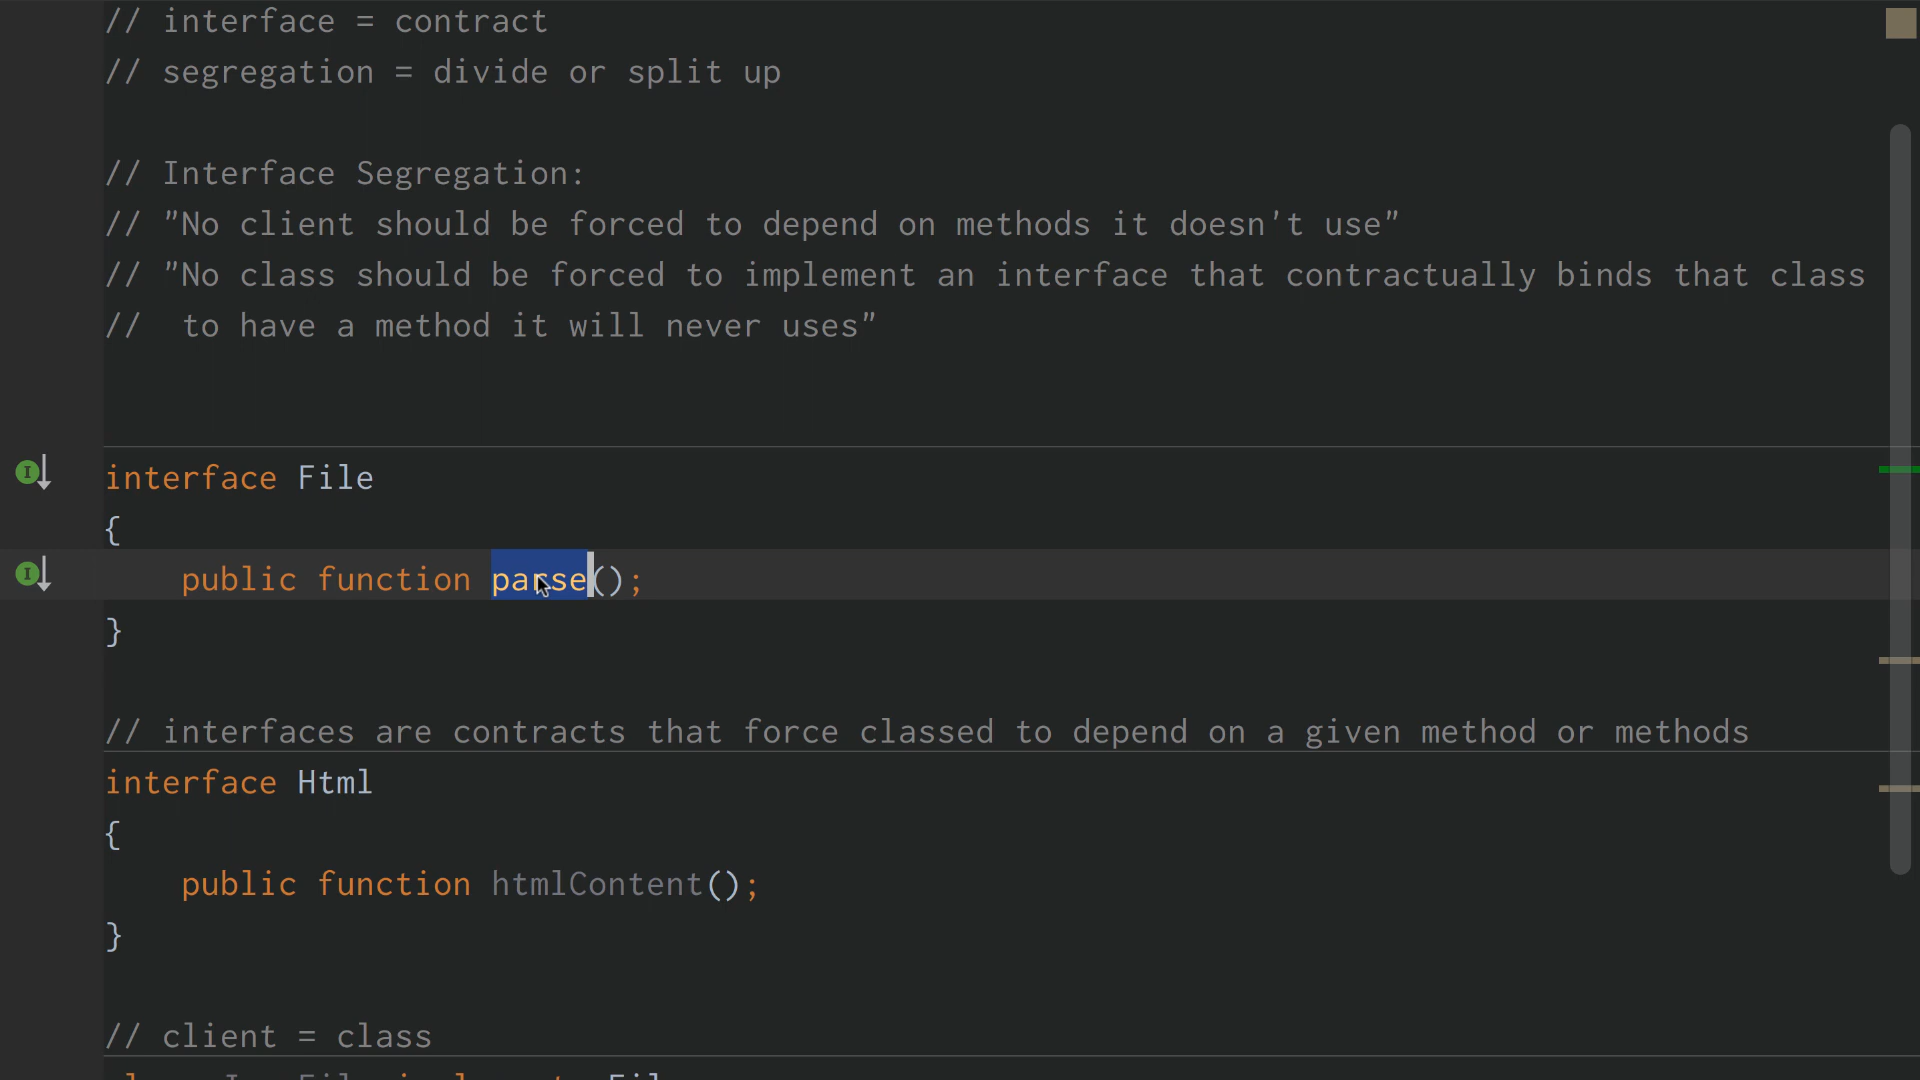 // interface = contract
// segregation = divide or split up
// Interface Segregation:
// "No client should be forced to depend on methods it doesn't use"
// "No class should be forced to implement an interface that contractually binds that class
//  to have a method it will never uses"
interface File
{
    public function parse();
}
// interfaces are contracts that force classed to depend on a given method or methods
interface Html
{
    public function htmlContent();
}
// client = class